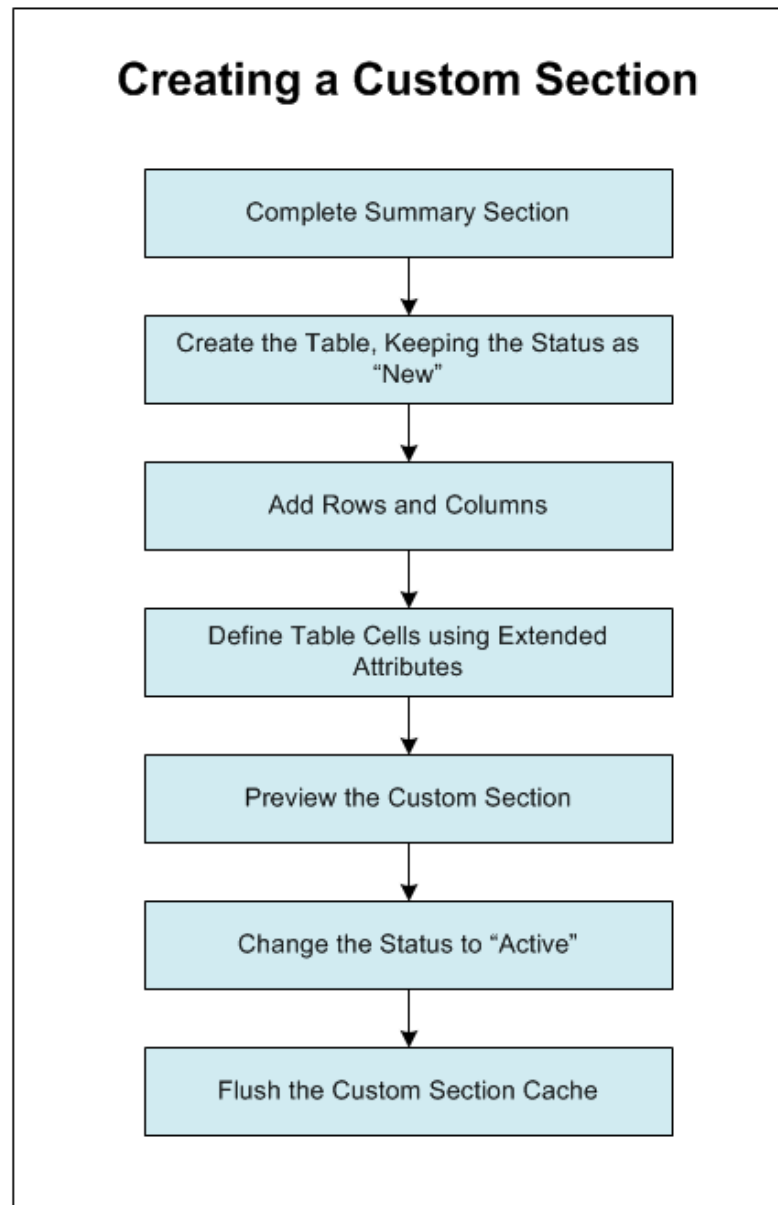 Creating a Custom Section
Complete Summary Section
Create the Table, Keeping the Status as
“New”
Add Rows and Columns
Define Table Cells using Extended
Attributes
Preview the Custom Section
Change the Status to “Active”
Flush the Custom Section Cache